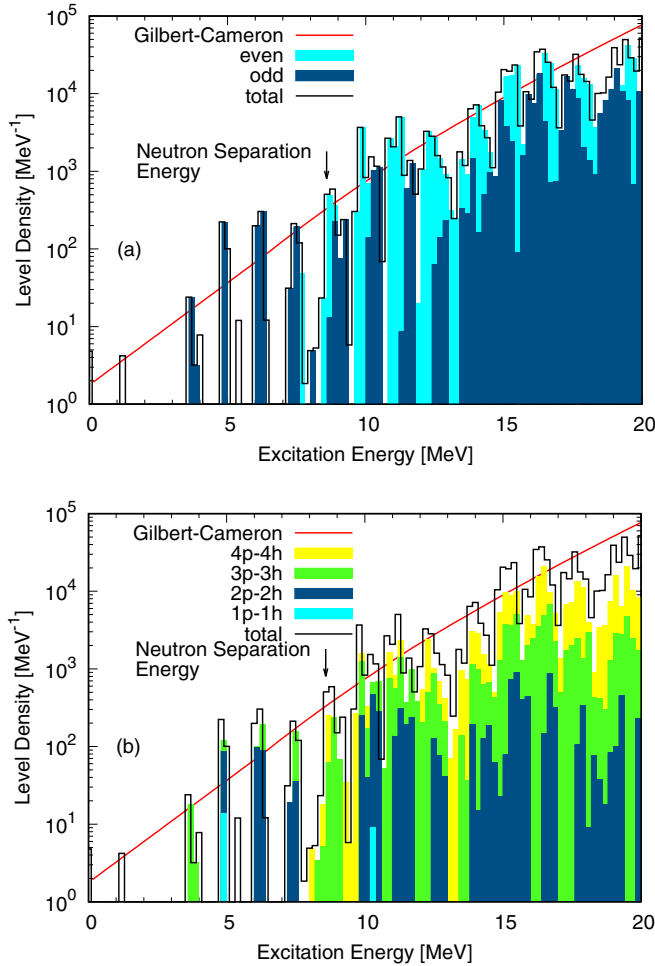 10^5
10^4
10^3
10^2
10^1
10^0
Level Density [MeV^-1]
Gilbert-Cameron
even
odd
total
Neutron Separation
Energy
(a)
0 5 10 15 20
Excitation Energy [MeV]
10^5
10^4
10^3
10^2
10^1
10^0
Level Density [MeV^-1]
Gilbert-Cameron
4p-4h
3p-3h
2p-2h
1p-1h
total
Neutron Separation
Energy
(b)
0 5 10 15 20
Excitation Energy [MeV]